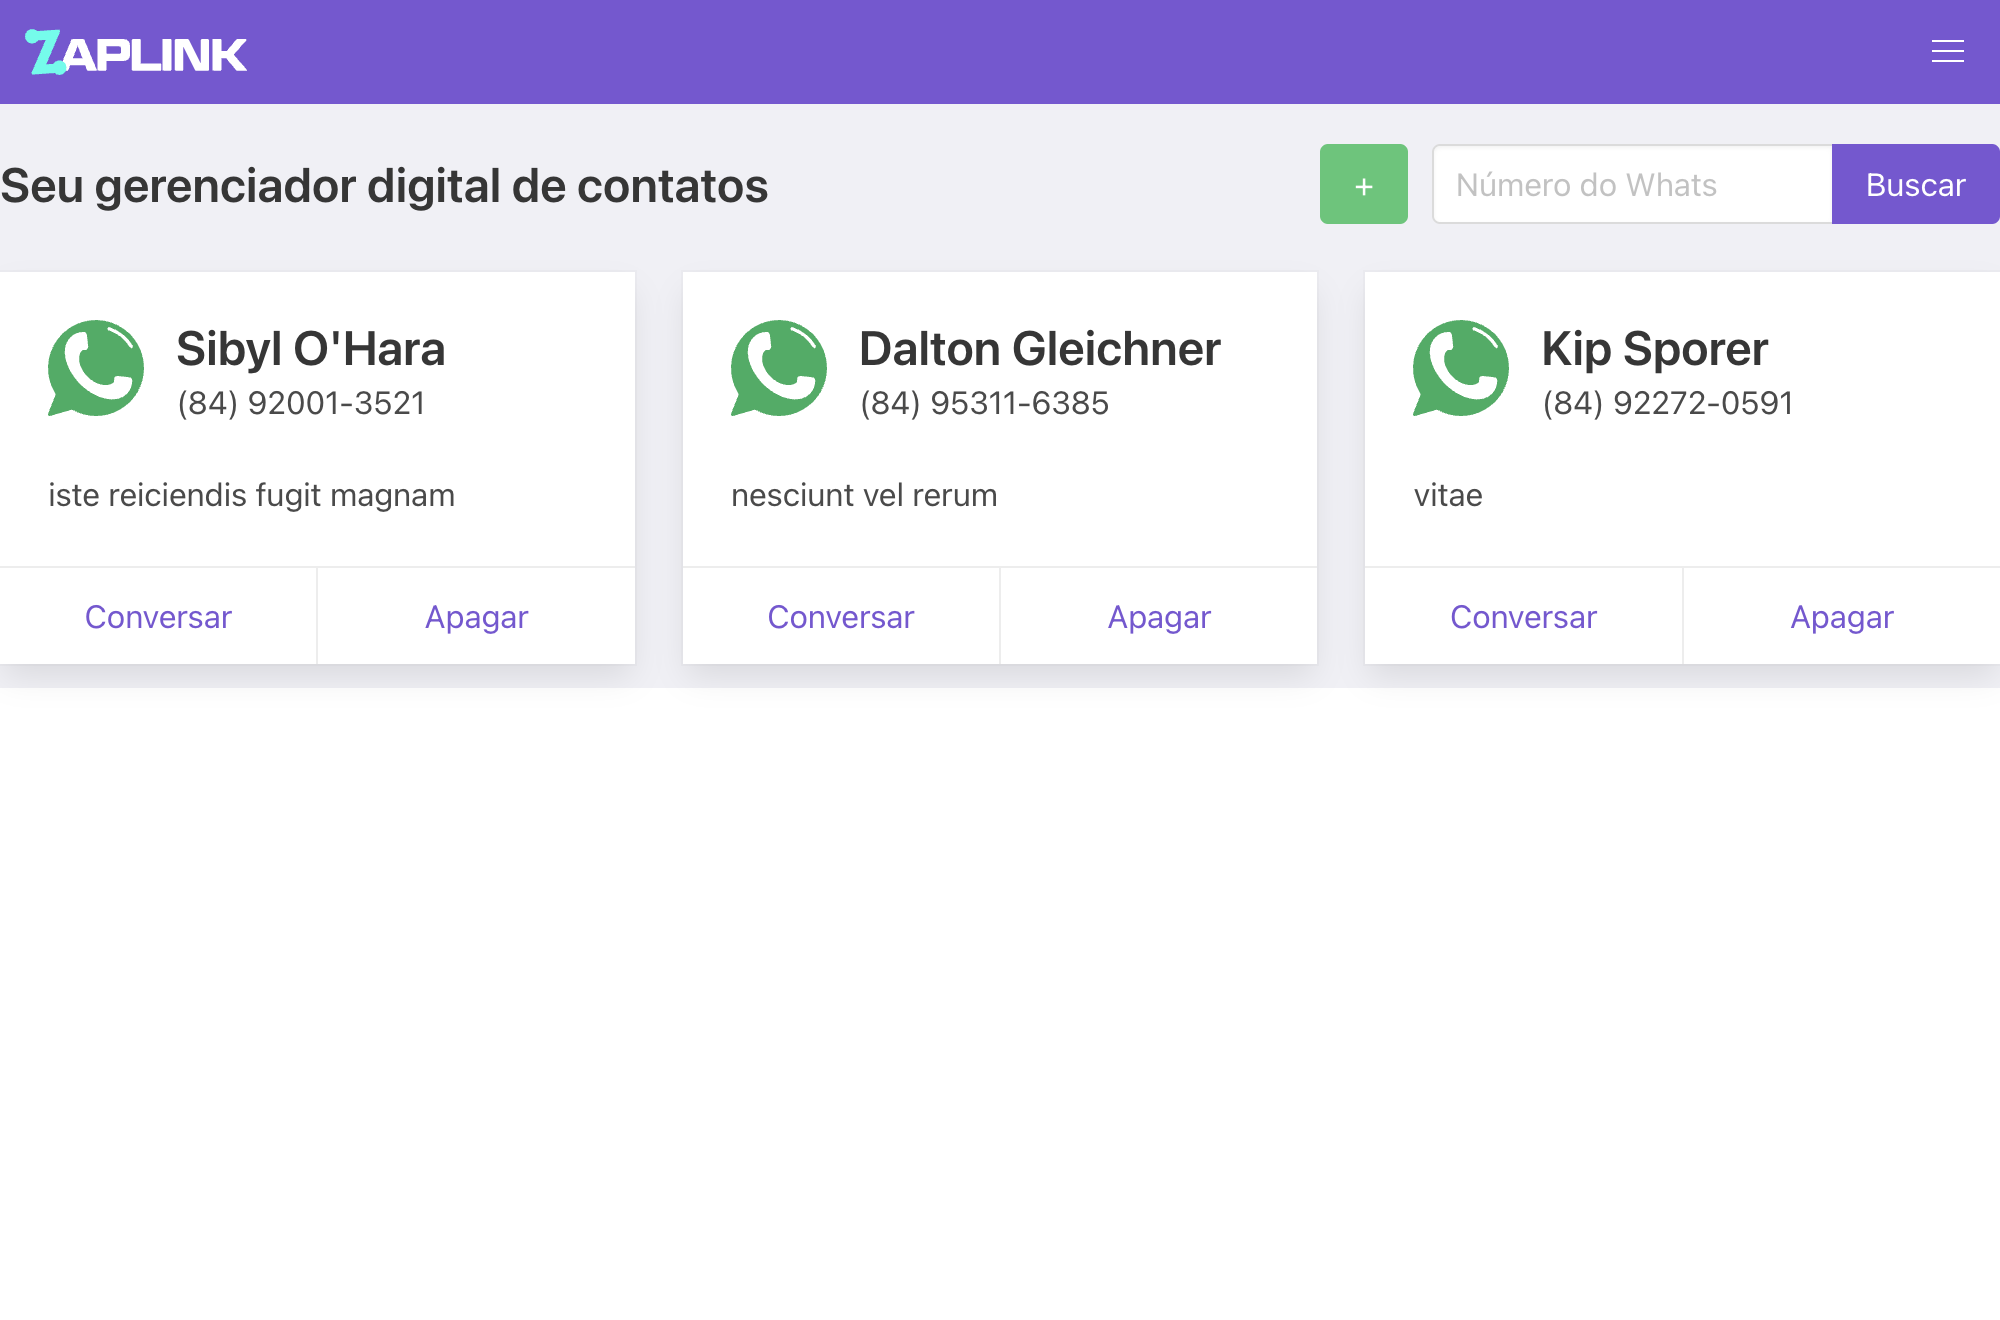 ZAPLINK
Seu gerenciador digital de contatos
+
Número do Whats
Buscar
Sibyl O'Hara
(84) 92001-3521
iste reiciendis fugit magnam
Conversar
Apagar
Dalton Gleichner
(84) 95311-6385
nesciunt vel rerum
Conversar
Apagar
Kip Sporer
(84) 92272-0591
vitae
Conversar
Apagar